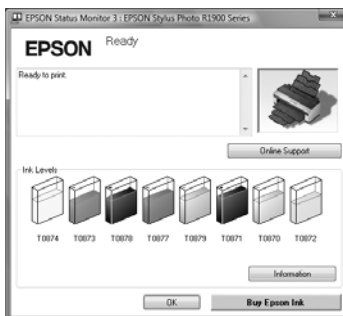 EPSON Status Monitor 3 : EPSON Stylus Photo R1900 Series
EPSON
Ready
Ready to print.
Online Support
Ink Levels
T0874 T0873 T0878 T0877 T0879 T0871 T0870 T0872
Information
OK Buy Epson Ink